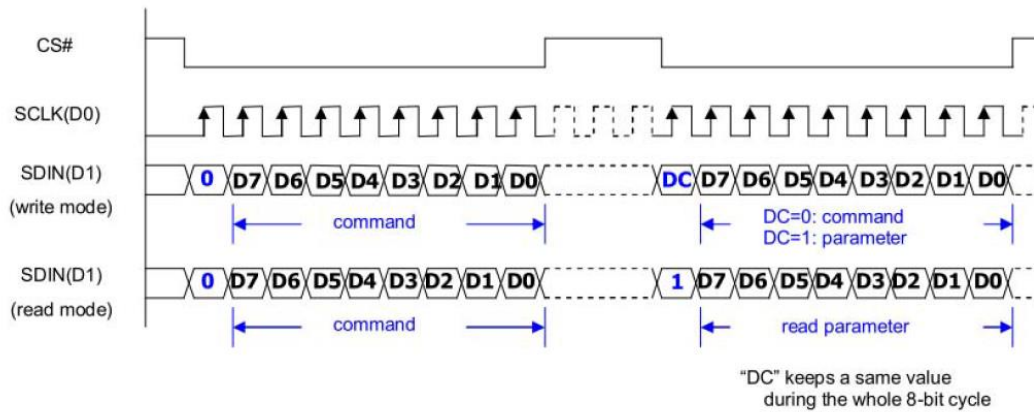 CS#
SCLK(D0)
SDIN(D1) 0 D7 D6 D5 D4 D3 D2 D1 D0 DC D7 D6 D5 D4 D3 D2 D1 D0
(write mode)
command
DC=0: command
DC=1: parameter
SDIN(D1) 0 D7 D6 D5 D4 D3 D2 D1 D0 1 D7 D6 D5 D4 D3 D2 D1 D0
(read mode)
command
read parameter
"DC" keeps a same value
during the whole 8-bit cycle